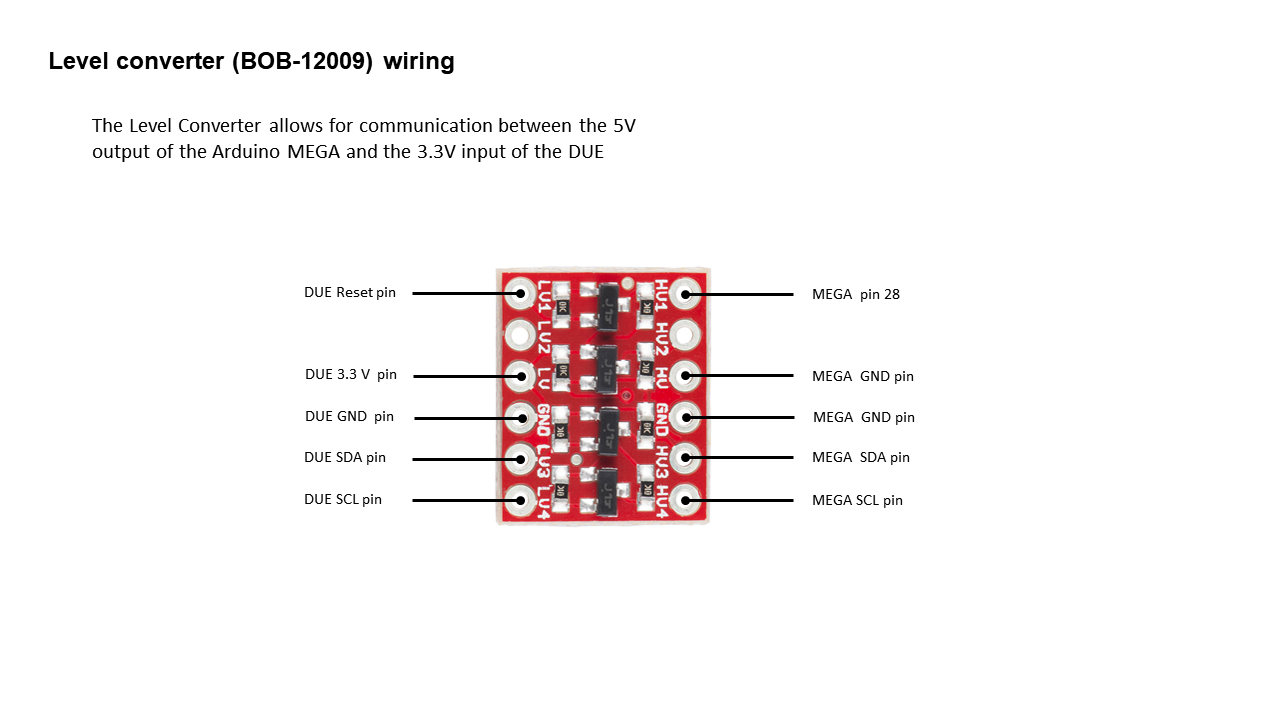 Level converter (BOB-12009) wiring
The Level Converter allows for communication between the 5V
output of the Arduino MEGA and the 3.3V input of the DUE
DUE Reset pin
LV1
HV1
MEGA pin 28
LV2
HV2
DUE 3.3 V pin
LV
HV
MEGA GND pin
DUE GND pin
GND
GND
MEGA GND pin
DUE SDA pin
LV3
HV3
MEGA SDA pin
DUE SCL pin
LV4
HV4
MEGA SCL pin